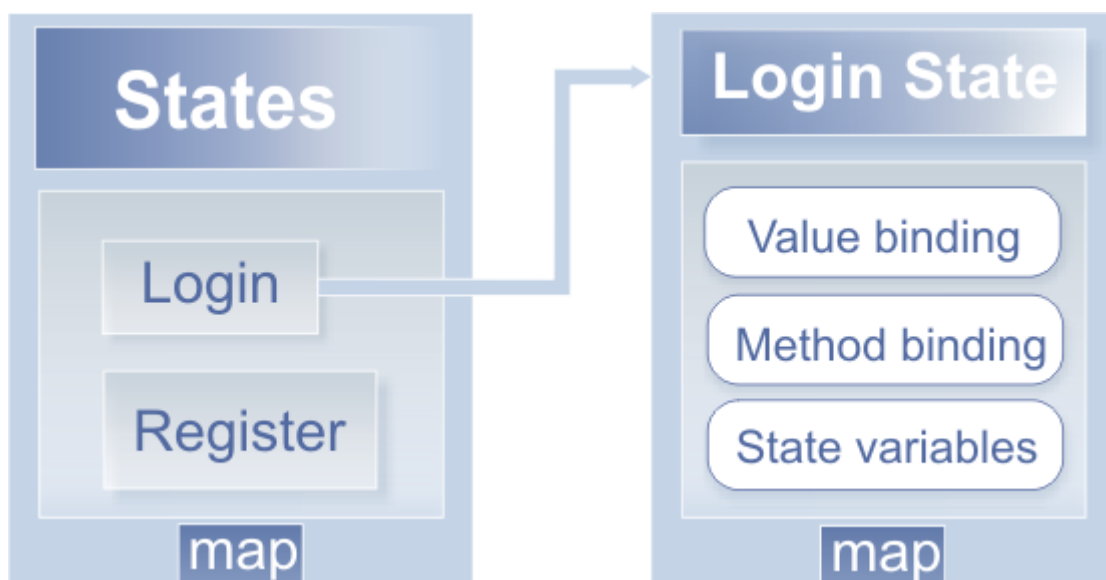 States
Login
Register
map
Login State
Value binding
Method binding
State variables
map